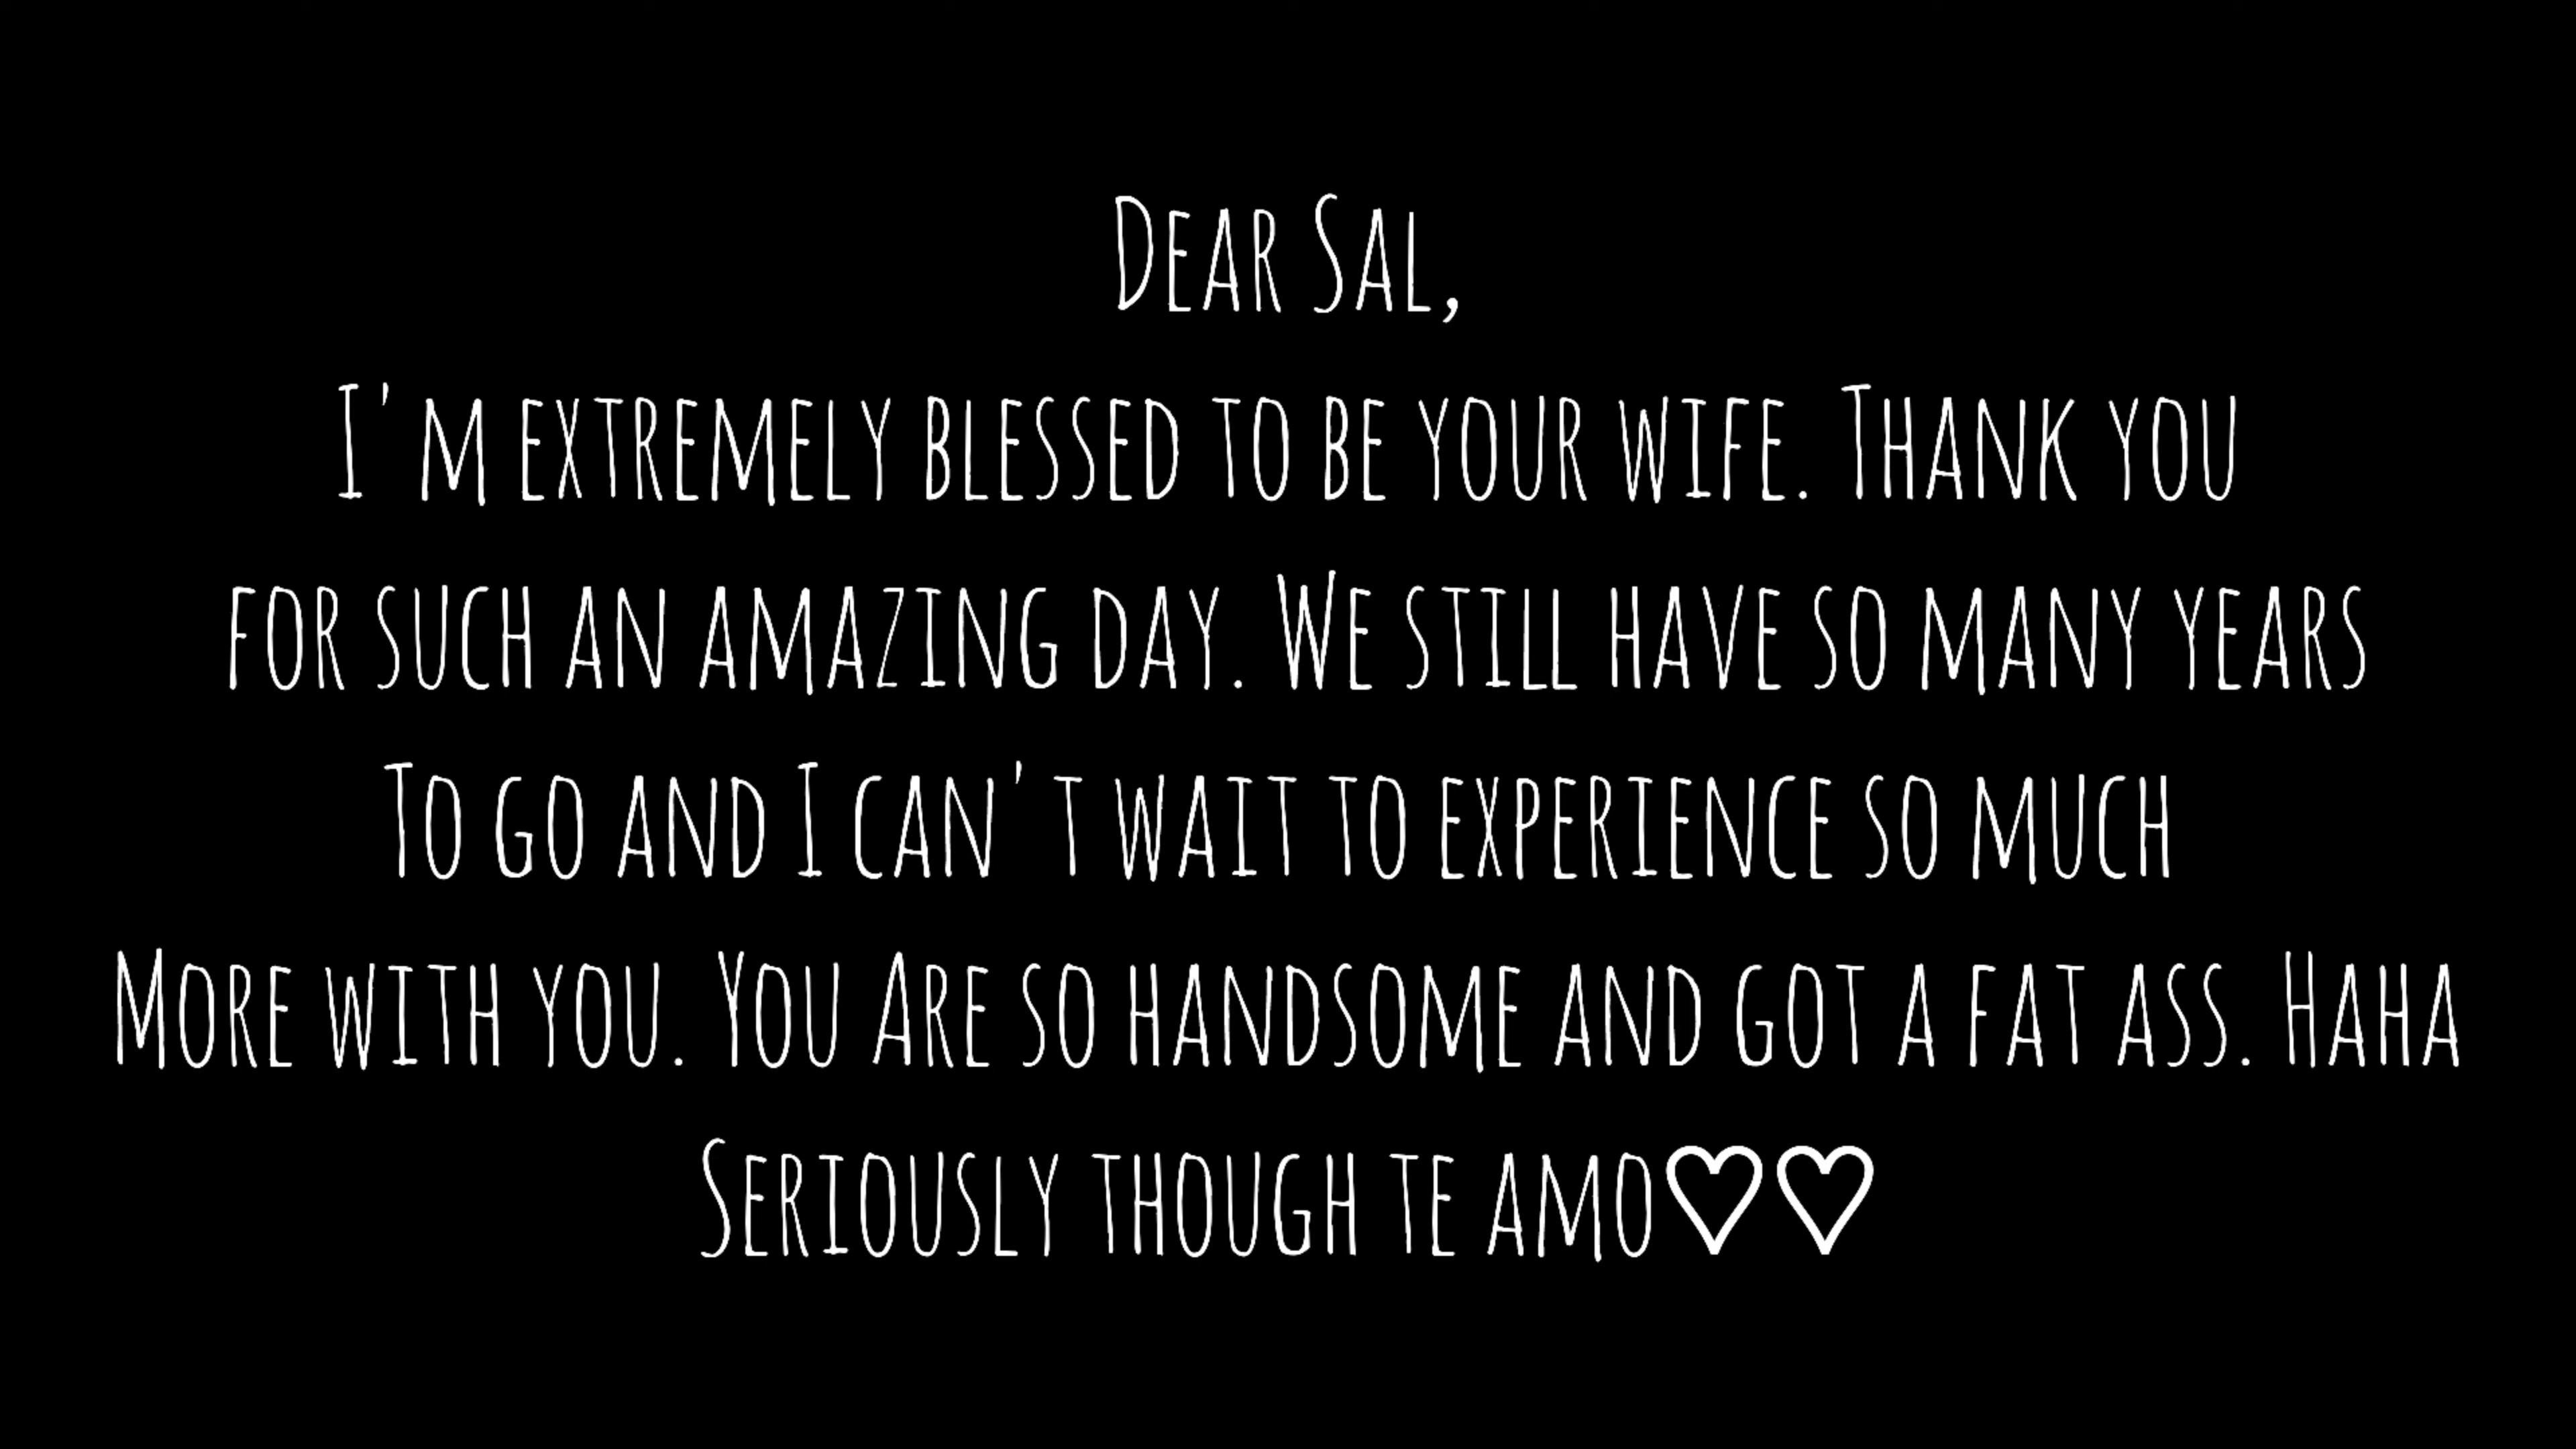 Dear Sal,
I'm extremely blessed to be your wife. Thank you
for such an amazing day. We still have so many years
To go and I can't wait to experience so much
More with you. You Are so handsome and got a fat ass. Haha
Seriously though te amo♡♡